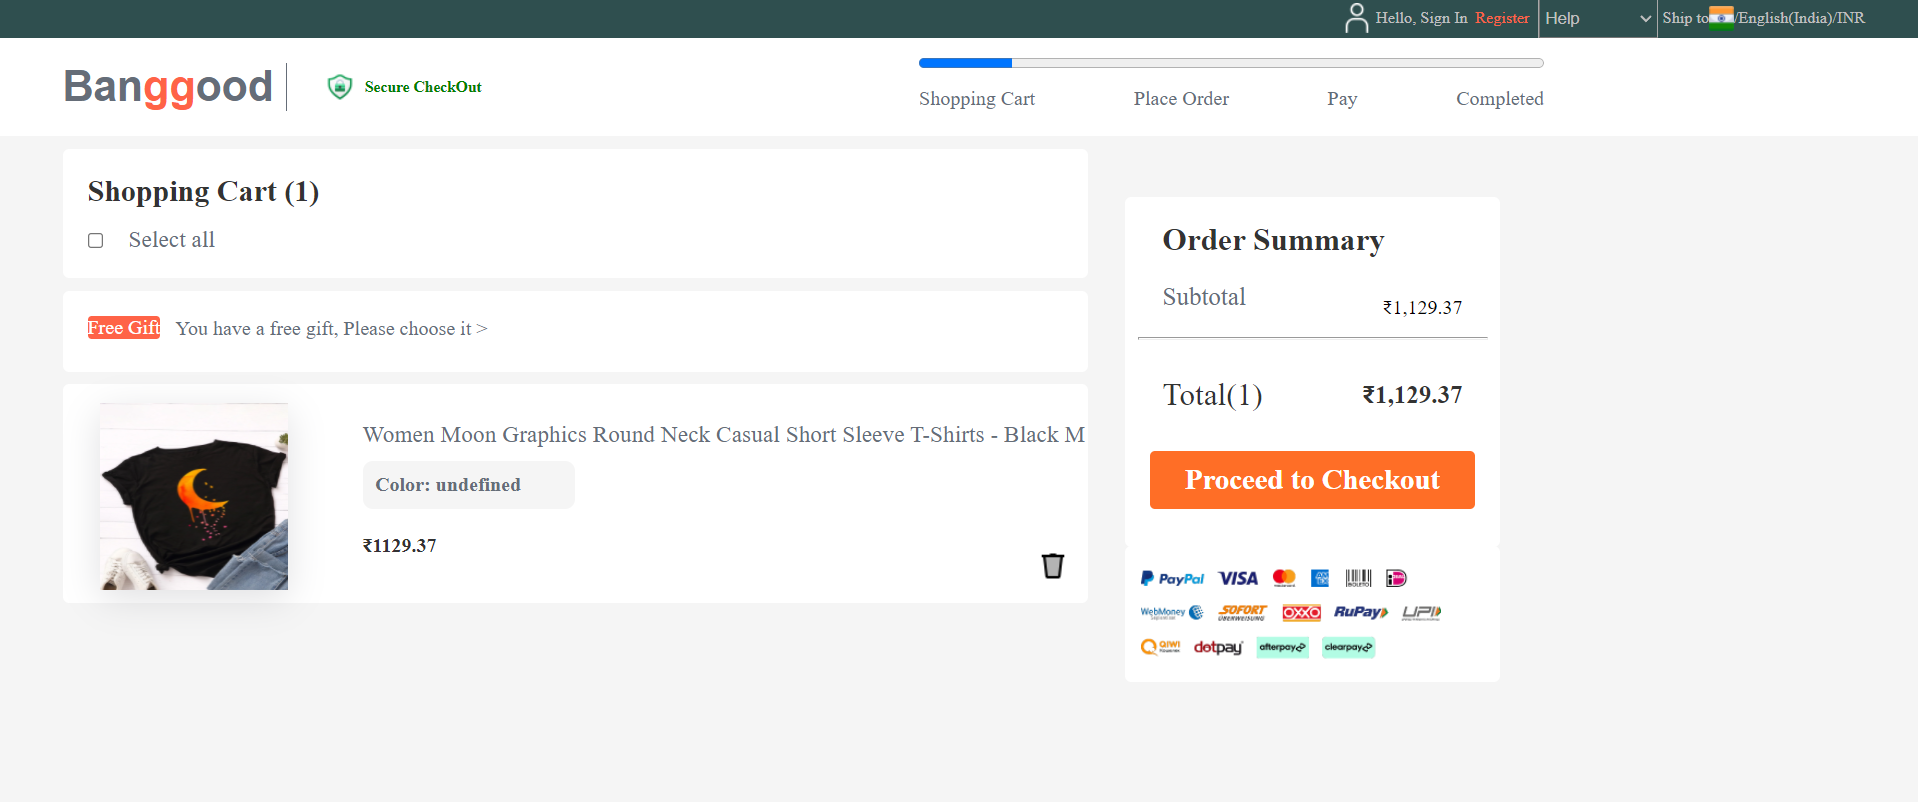 Hello, Sign In Register Help Ship to /English(India)/INR
Banggood Secure CheckOut
Shopping Cart Place Order Pay Completed
Shopping Cart (1)
Select all
Free Gift You have a free gift, Please choose it >
Women Moon Graphics Round Neck Casual Short Sleeve T-Shirts - Black M
Color: undefined
₹1129.37
Order Summary
Subtotal ₹1,129.37
Total(1) ₹1,129.37
Proceed to Checkout
PayPal VISA
WebMoney SOFORT OXXO RuPay UPI
QIWI dotpay afterpay clearpay